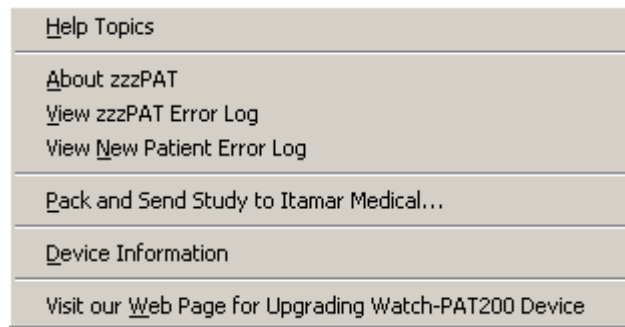 Help Topics
About zzzPAT
View zzzPAT Error Log
View New Patient Error Log
Pack and Send Study to Itamar Medical...
Device Information
Visit our Web Page for Upgrading Watch-PAT200 Device